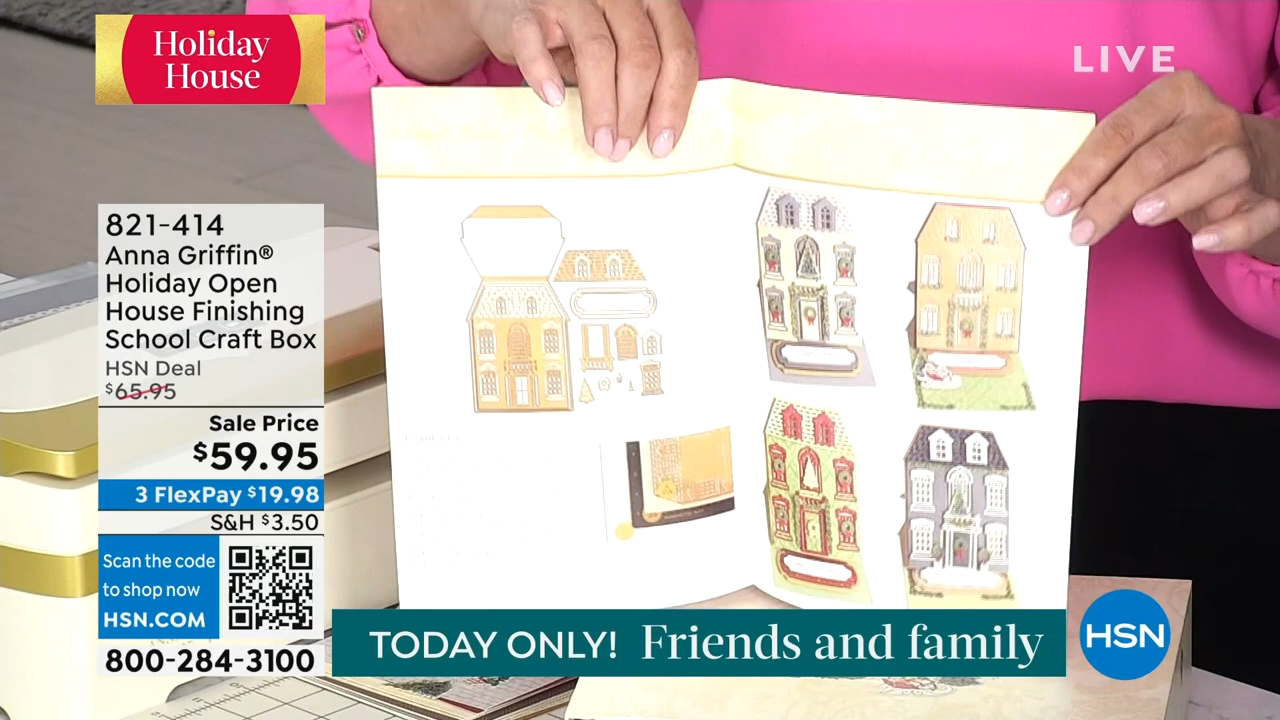 Holiday
House
LIVE
821-414
Anna Griffin®
Holiday Open
House Finishing
School Craft Box
HSN Deal
$65.95
Sale Price
$59.95
3 FlexPay $19.98
S&H $3.50
Scan the code
to shop now
HSN.COM
800-284-3100
TODAY ONLY! Friends and family
HSN